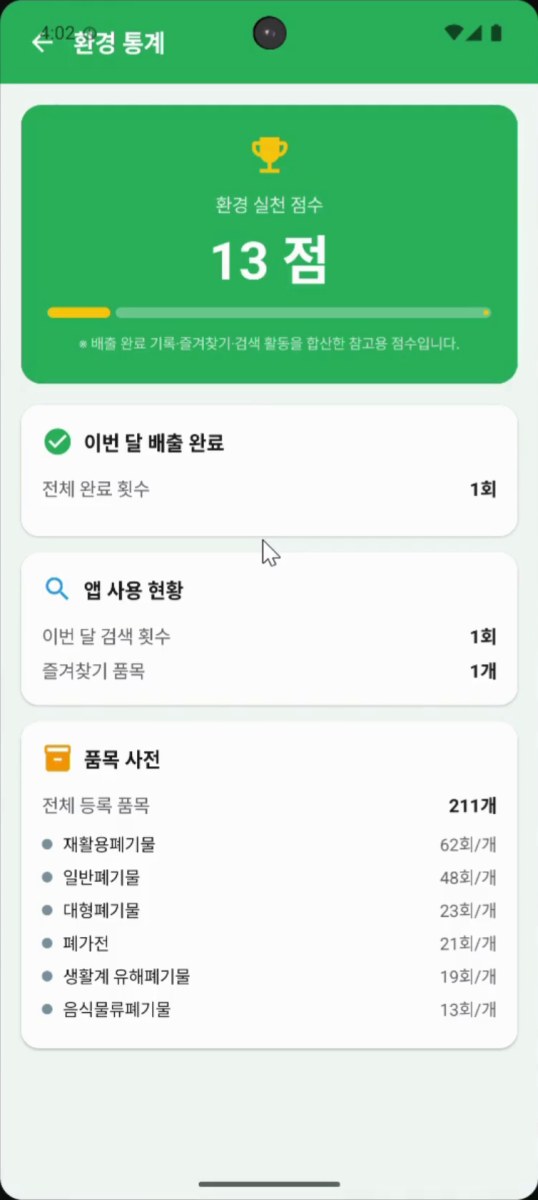 4:02
환경 통계
환경 실천 점수
13 점
※ 배출 완료 기록·즐겨찾기·검색 활동을 합산한 참고용 점수입니다.
이번 달 배출 완료
전체 완료 횟수 1회
앱 사용 현황
이번 달 검색 횟수 1회
즐겨찾기 품목 1개
품목 사전
전체 등록 품목 211개
재활용폐기물 62회/개
일반폐기물 48회/개
대형폐기물 23회/개
폐가전 21회/개
생활계 유해폐기물 19회/개
음식물류폐기물 13회/개